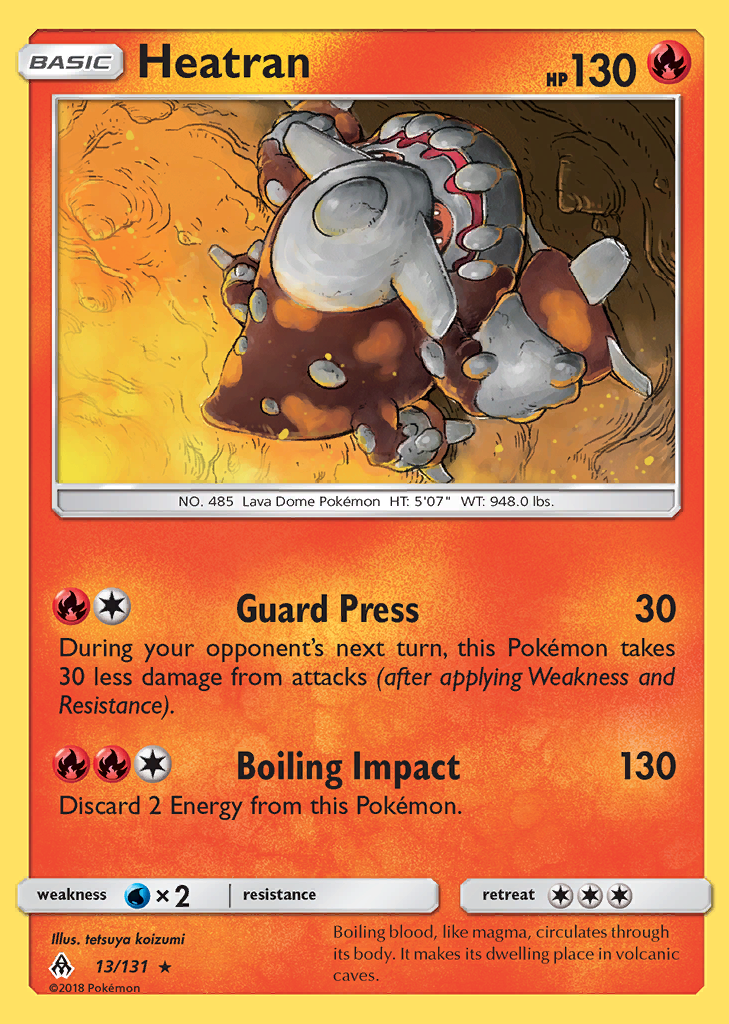 BASIC Heatran HP 130
NO. 485 Lava Dome Pokémon HT: 5'07" WT: 948.0 lbs.
Guard Press 30
During your opponent's next turn, this Pokémon takes
30 less damage from attacks (after applying Weakness and
Resistance).
Boiling Impact 130
Discard 2 Energy from this Pokémon.
weakness ×2 resistance retreat
Illus. tetsuya koizumi
13/131 ★
©2018 Pokémon
Boiling blood, like magma, circulates through
its body. It makes its dwelling place in volcanic
caves.